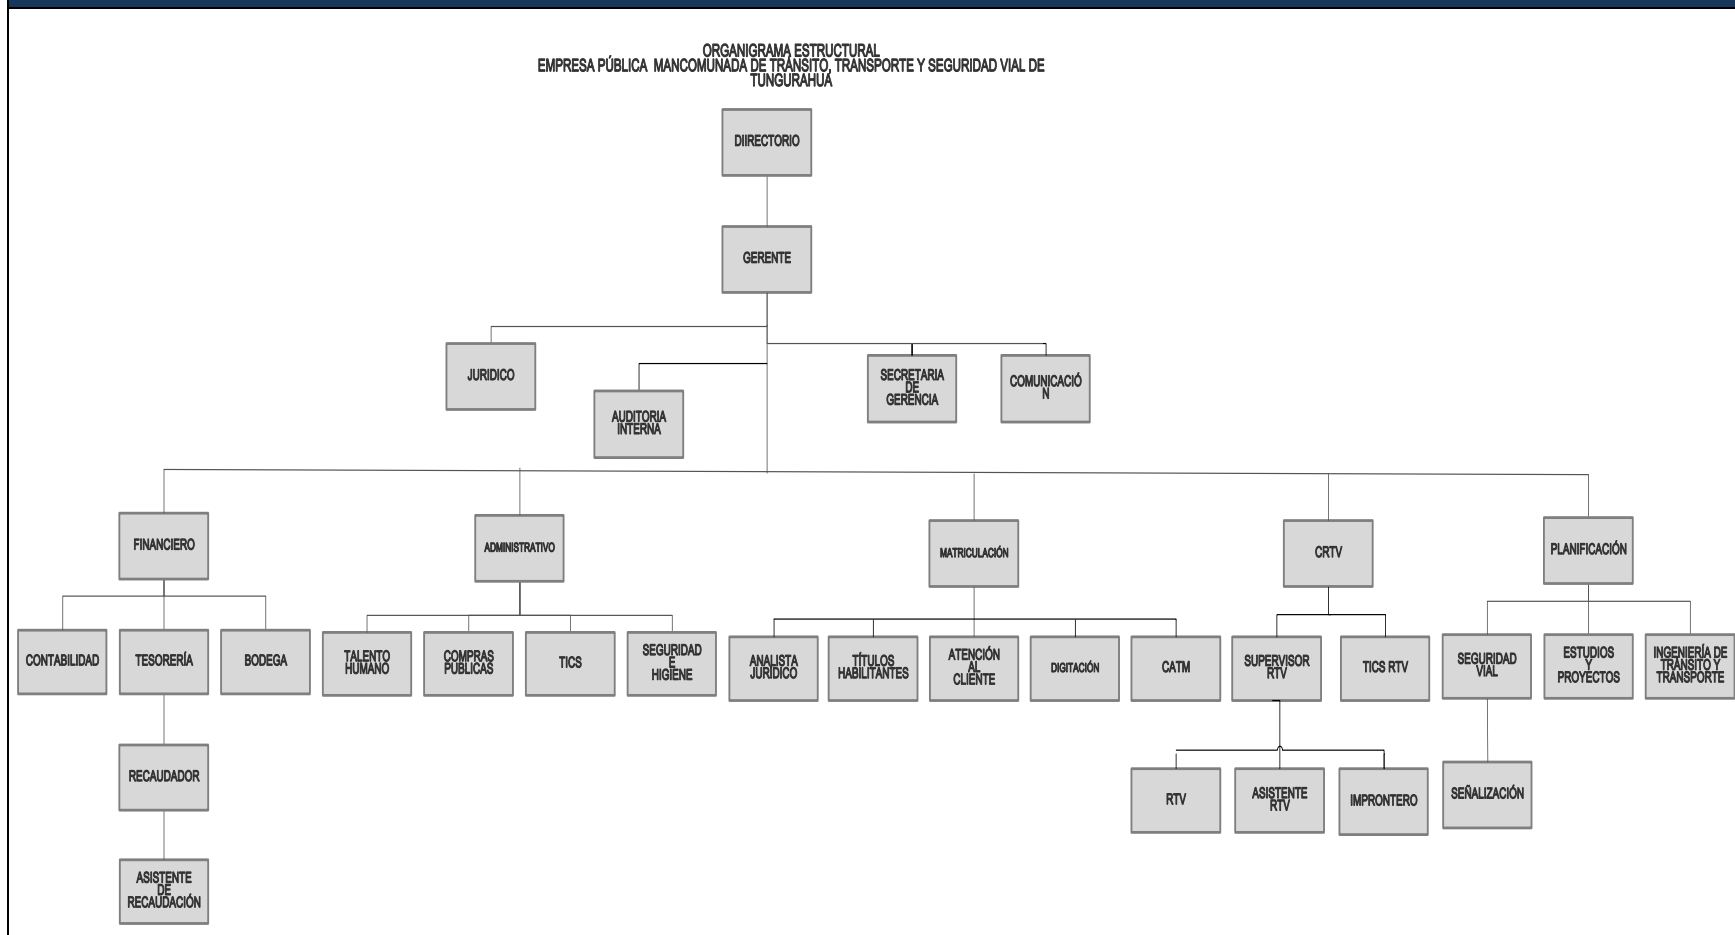 ORGANIGRAMA ESTRUCTURAL
EMPRESA PÚBLICA MANCOMUNADA DE TRÁNSITO, TRANSPORTE Y SEGURIDAD VIAL DE
TUNGURAHUA
DIIRECTORIO
GERENTE
JURIDICO
AUDITORIA
INTERNA
SECRETARIA
DE
GERENCIA
COMUNICACIÓ
N
FINANCIERO
ADMINISTRATIVO
MATRICULACIÓN
CRTV
PLANIFICACIÓN
CONTABILIDAD
TESORERÍA
BODEGA
TALENTO
HUMANO
COMPRAS
PÚBLICAS
TICS
SEGURIDAD
E
HIGIENE
ANALISTA
JURÍDICO
TÍTULOS
HABILITANTES
ATENCIÓN
AL
CLIENTE
DIGITACIÓN
CATM
SUPERVISOR
RTV
TICS RTV
SEGURIDAD
VIAL
ESTUDIOS
Y
PROYECTOS
INGENIERÍA DE
TRÁNSITO Y
TRANSPORTE
RECAUDADOR
RTV
ASISTENTE
RTV
IMPRONTERO
SEÑALIZACIÓN
ASISTENTE
DE
RECAUDACIÓN